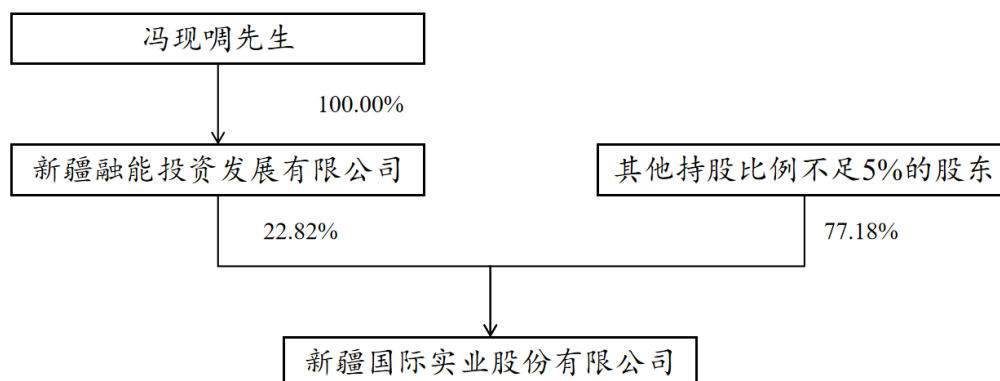 冯现啁先生
100.00%
新疆融能投资发展有限公司
其他持股比例不足5%的股东
22.82%
77.18%
新疆国际实业股份有限公司